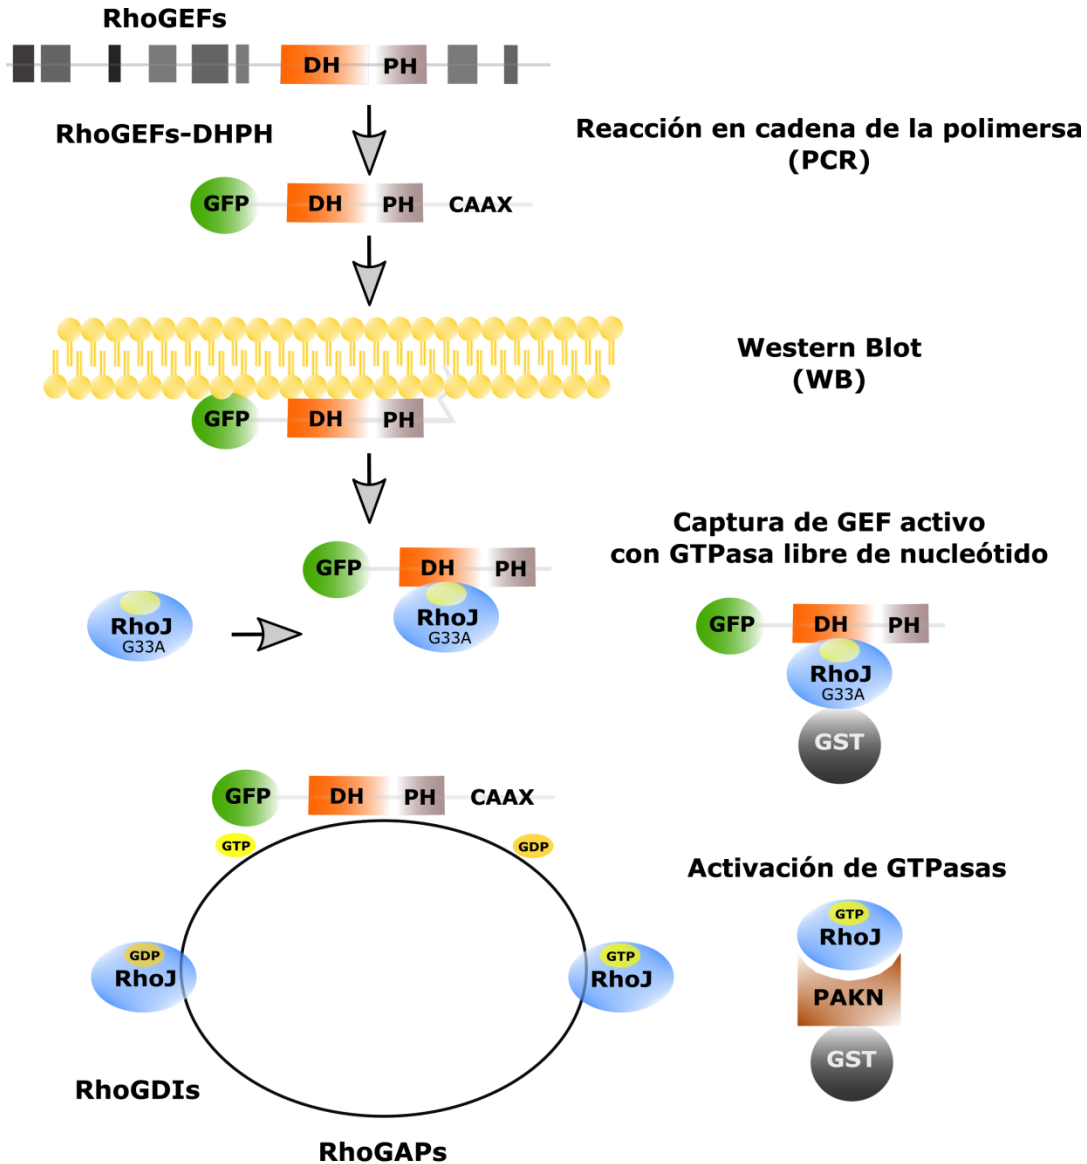 RhoGEFs
DH PH
RhoGEFs-DHPH
Reacción en cadena de la polimersa
(PCR)
GFP DH PH CAAX
Western Blot
(WB)
GFP DH PH
Captura de GEF activo
con GTPasa libre de nucleótido
GFP DH PH
RhoJ
G33A
RhoJ
G33A
GFP DH PH
RhoJ
G33A
GST
GFP DH PH CAAX
GTP
GDP
Activación de GTPasas
GTP
RhoJ
PAKN
GST
GDP
RhoJ
GTP
RhoJ
RhoGDIs
RhoGAPs